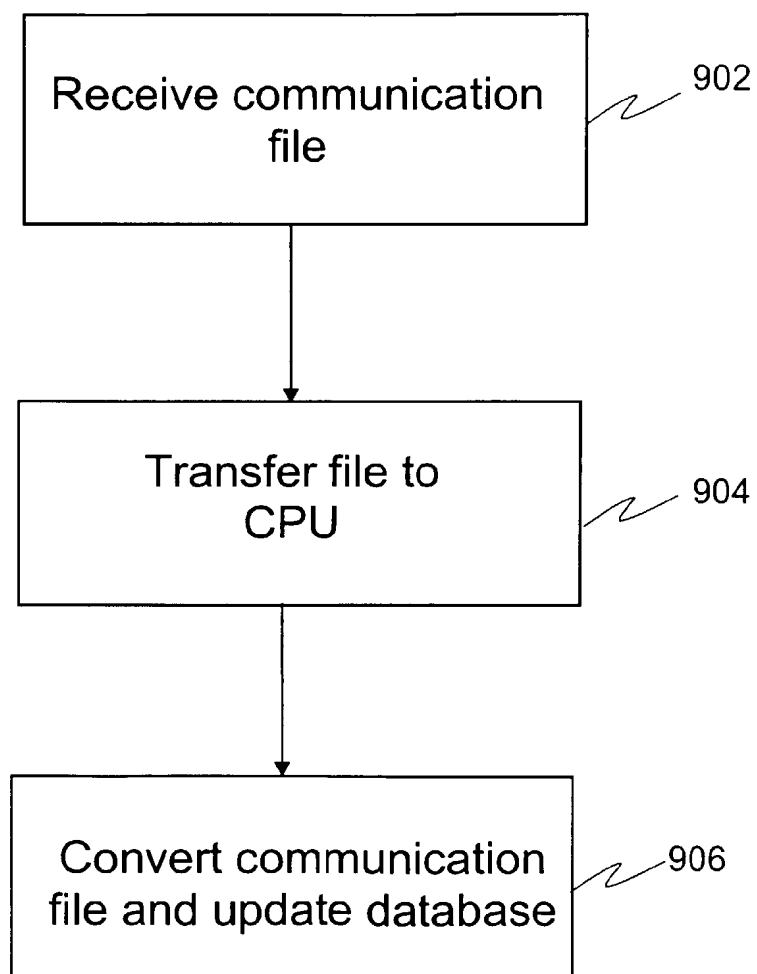 Receive communication
file
902
Transfer file to
CPU
904
Convert communication
file and update database
906